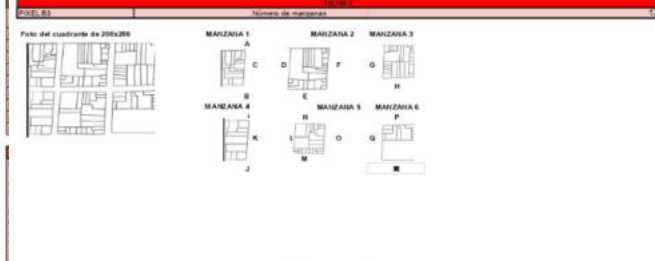 PIXEL B3 Número de manzanas
Foto del cuadrante de 200x200 MANZANA 1 MANZANA 2 MANZANA 3
A
C D F G
H
B E
MANZANA 4 MANZANA 5 MANZANA 6
N P
K L O Q
M
J